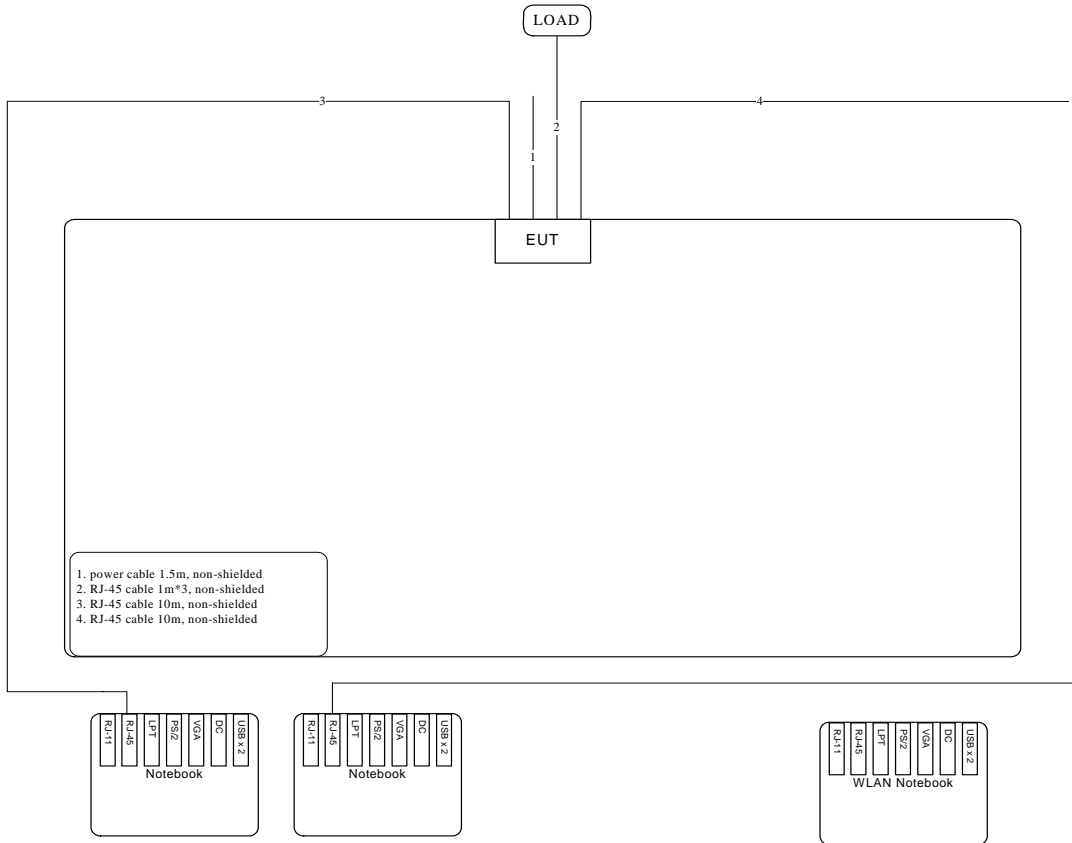 LOAD
3
4
2
1
EUT
1. power cable 1.5m, non-shielded
2. RJ-45 cable 1m*3, non-shielded
3. RJ-45 cable 10m, non-shielded
4. RJ-45 cable 10m, non-shielded
RJ-11
RJ-45
LPT
PS/2
VGA
DC
USB x 2
Notebook
RJ-11
RJ-45
LPT
PS/2
VGA
DC
USB x 2
Notebook
RJ-11
RJ-45
LPT
PS/2
VGA
DC
USB x 2
WLAN Notebook